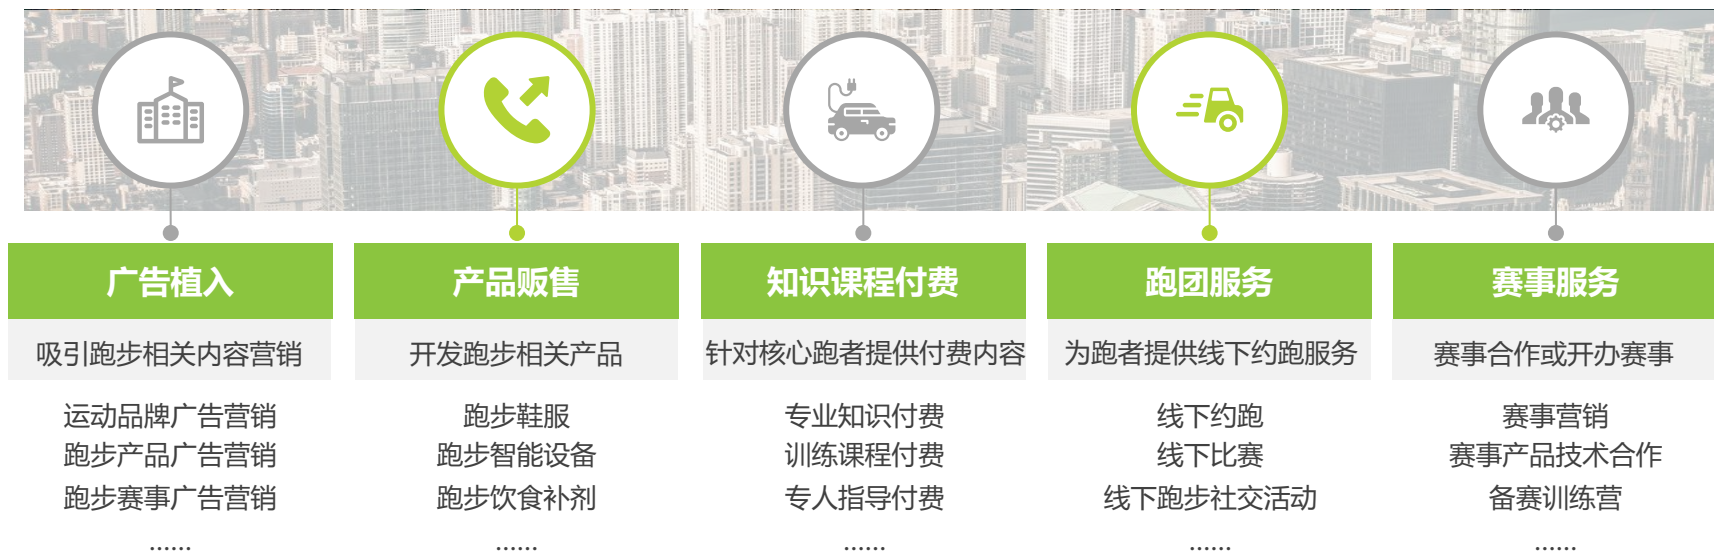 广告植入
吸引跑步相关内容营销
运动品牌广告营销
跑步产品广告营销
跑步赛事广告营销
......
产品贩售
开发跑步相关产品
跑步鞋服
跑步智能设备
跑步饮食补剂
......
知识课程付费
针对核心跑者提供付费内容
专业知识付费
训练课程付费
专人指导付费
......
跑团服务
为跑者提供线下约跑服务
线下约跑
线下比赛
线下跑步社交活动
......
赛事服务
赛事合作或开办赛事
赛事营销
赛事产品技术合作
备赛训练营
......